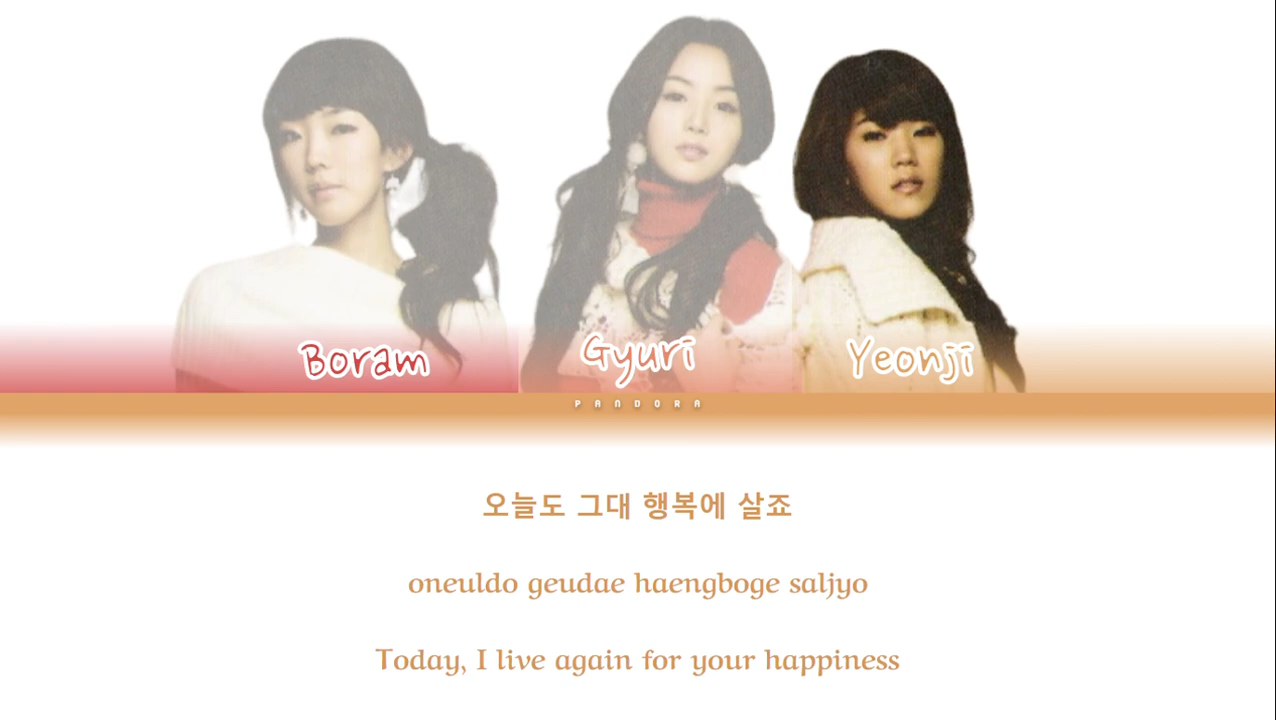 Boram Gyuri Yeonji
PANDORA
오늘도 그대 행복에 살죠
oneuldo geudae haengboge saljyo
Today, I live again for your happiness